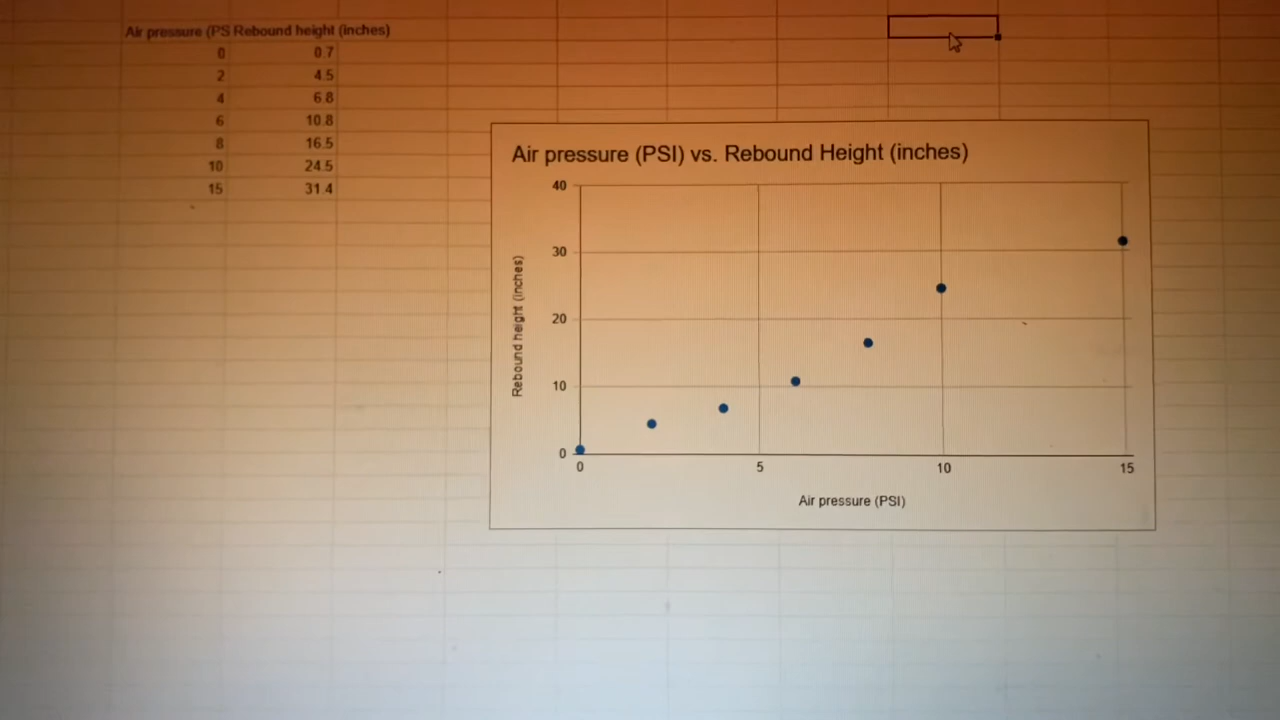 Air pressure (PS Rebound height (inches)
0 0.7
2 4.5
4 6.8
6 10.8
8 16.5
10 24.5
15 31.4
Air pressure (PSI) vs. Rebound Height (inches)
40
30
20
10
0
Rebound height (inches)
0 5 10 15
Air pressure (PSI)